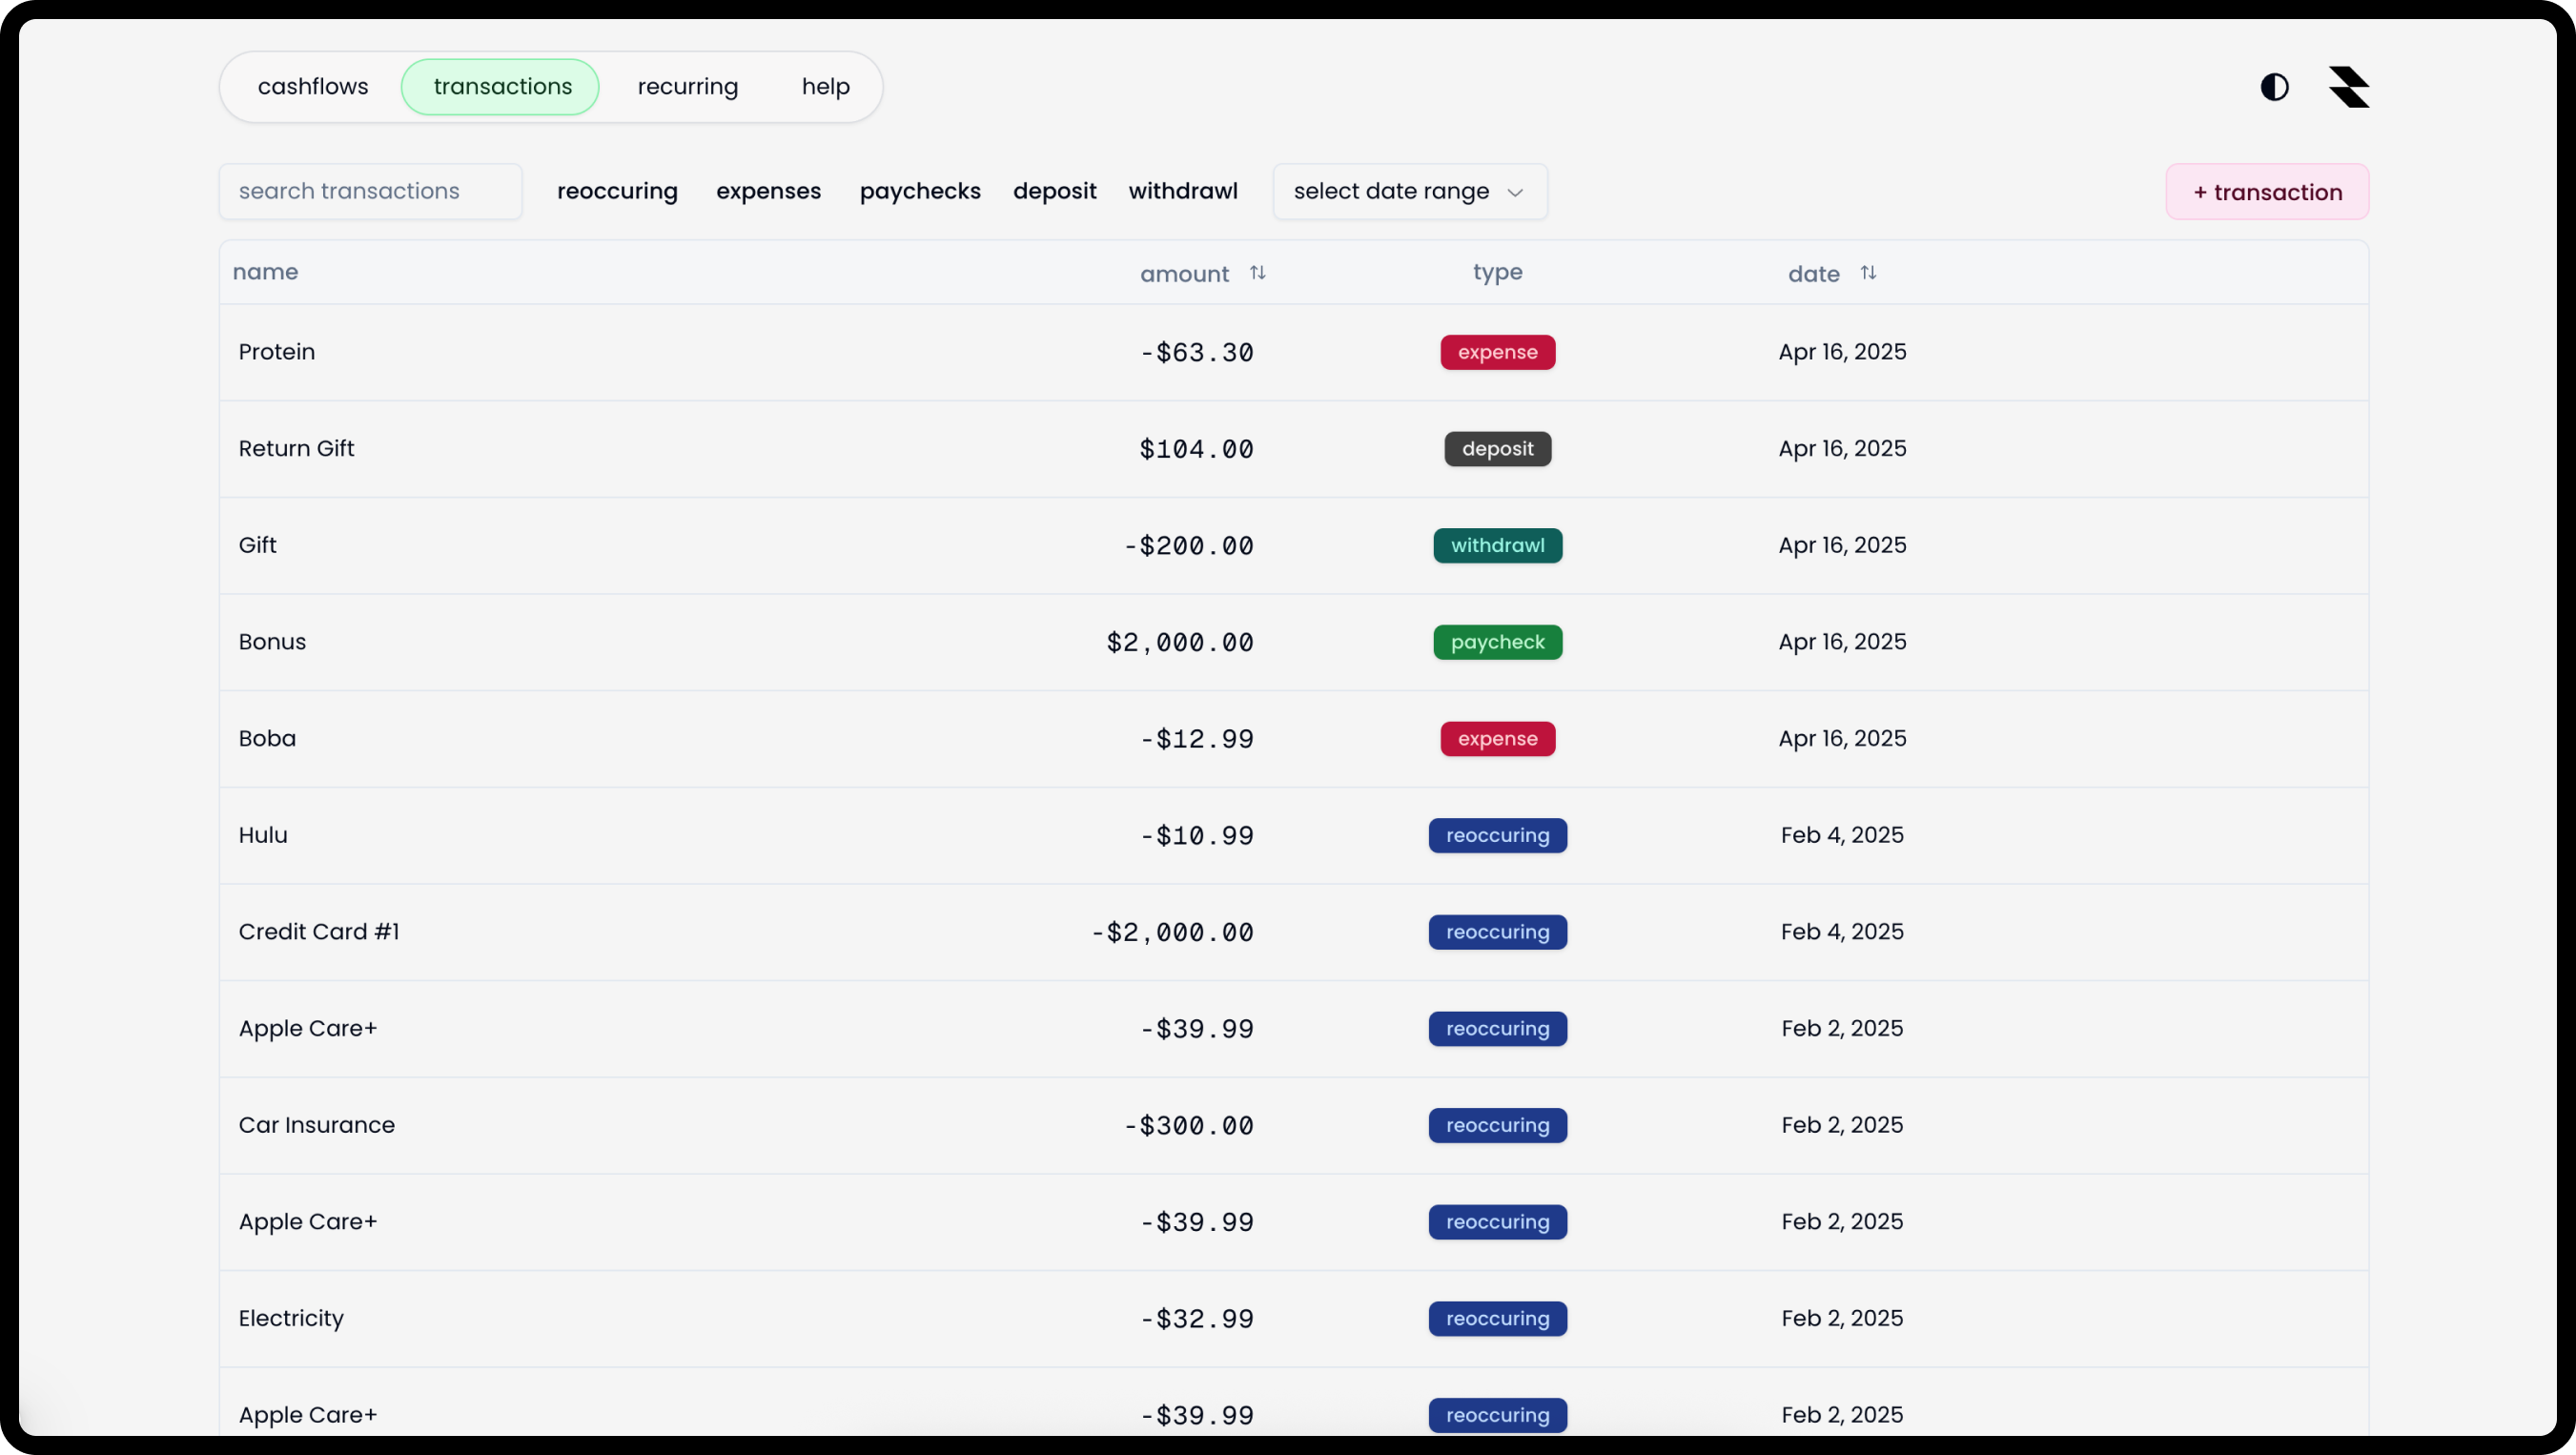 cashflows transactions recurring help
search transactions reoccuring expenses paychecks deposit withdrawl select date range + transaction
name amount type date
Protein -$63.30 expense Apr 16, 2025
Return Gift $104.00 deposit Apr 16, 2025
Gift -$200.00 withdrawl Apr 16, 2025
Bonus $2,000.00 paycheck Apr 16, 2025
Boba -$12.99 expense Apr 16, 2025
Hulu -$10.99 reoccuring Feb 4, 2025
Credit Card #1 -$2,000.00 reoccuring Feb 4, 2025
Apple Care+ -$39.99 reoccuring Feb 2, 2025
Car Insurance -$300.00 reoccuring Feb 2, 2025
Apple Care+ -$39.99 reoccuring Feb 2, 2025
Electricity -$32.99 reoccuring Feb 2, 2025
Apple Care+ -$39.99 reoccuring Feb 2, 2025